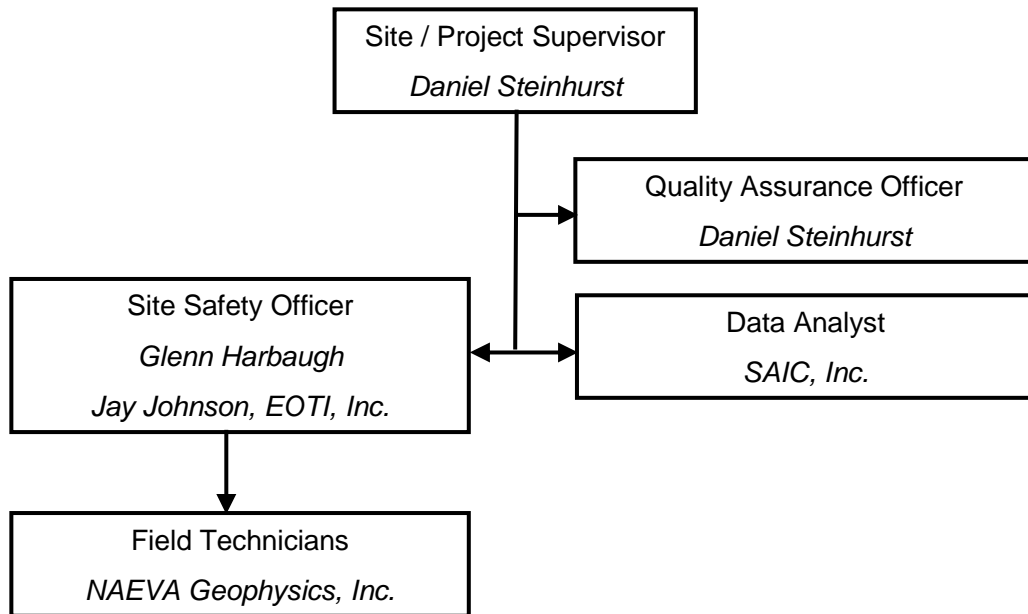 Site / Project Supervisor
Daniel Steinhurst
Quality Assurance Officer
Daniel Steinhurst
Site Safety Officer
Glenn Harbaugh
Jay Johnson, EOTI, Inc.
Data Analyst
SAIC, Inc.
Field Technicians
NAEVA Geophysics, Inc.